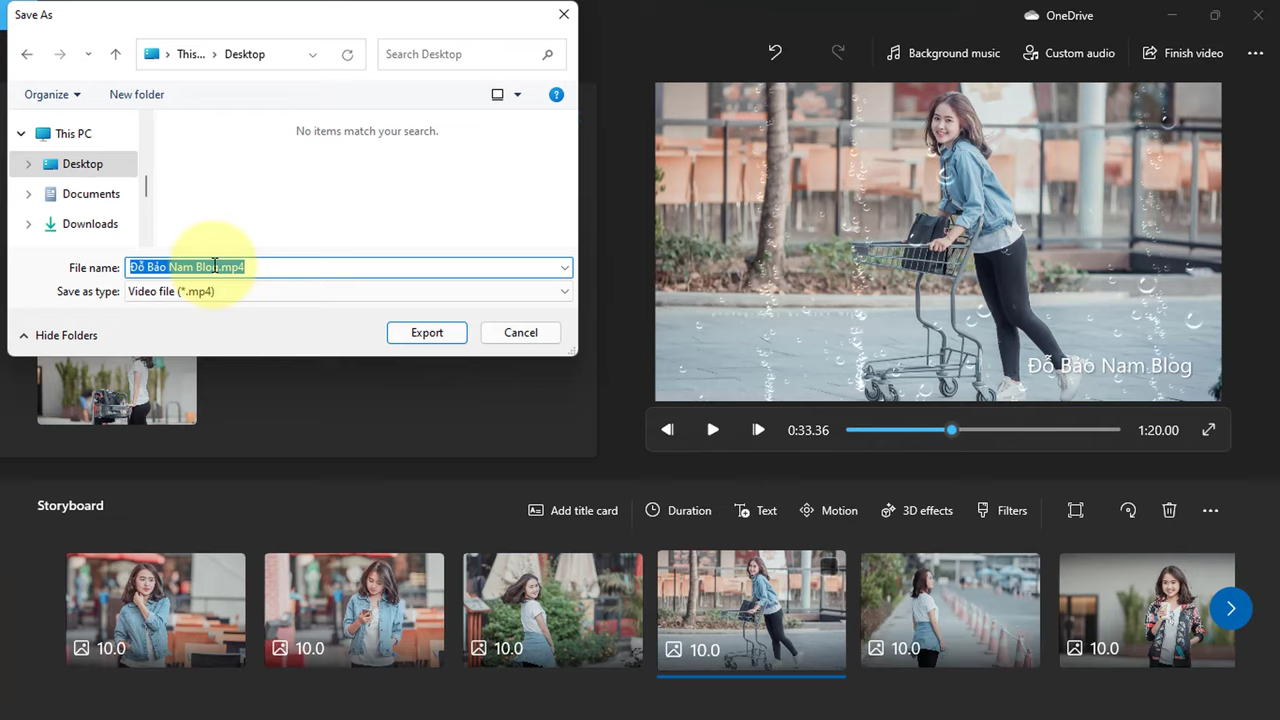 Save As
OneDrive
This... Desktop
Search Desktop
Background music
Custom audio
Finish video
Organize
New folder
This PC
No items match your search.
Desktop
Documents
Downloads
File name: Đỗ Bảo Nam Blog.mp4
Save as type: Video file (*.mp4)
Hide Folders
Export
Cancel
Đỗ Bảo Nam Blog
0:33.36
1:20.00
Storyboard
Add title card
Duration
Text
Motion
3D effects
Filters
10.0
10.0
10.0
10.0
10.0
10.0